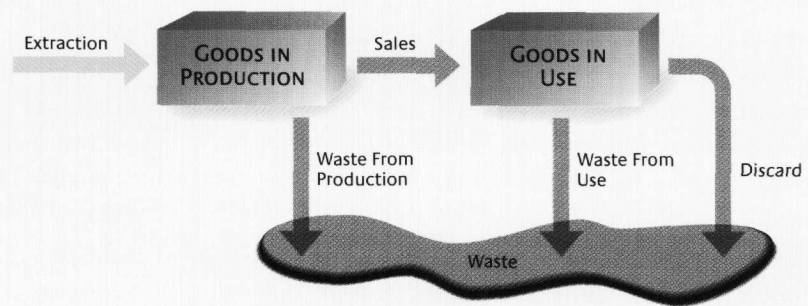 Extraction
GOODS IN
PRODUCTION
Sales
GOODS IN
USE
Waste From
Production
Waste From
Use
Discard
Waste